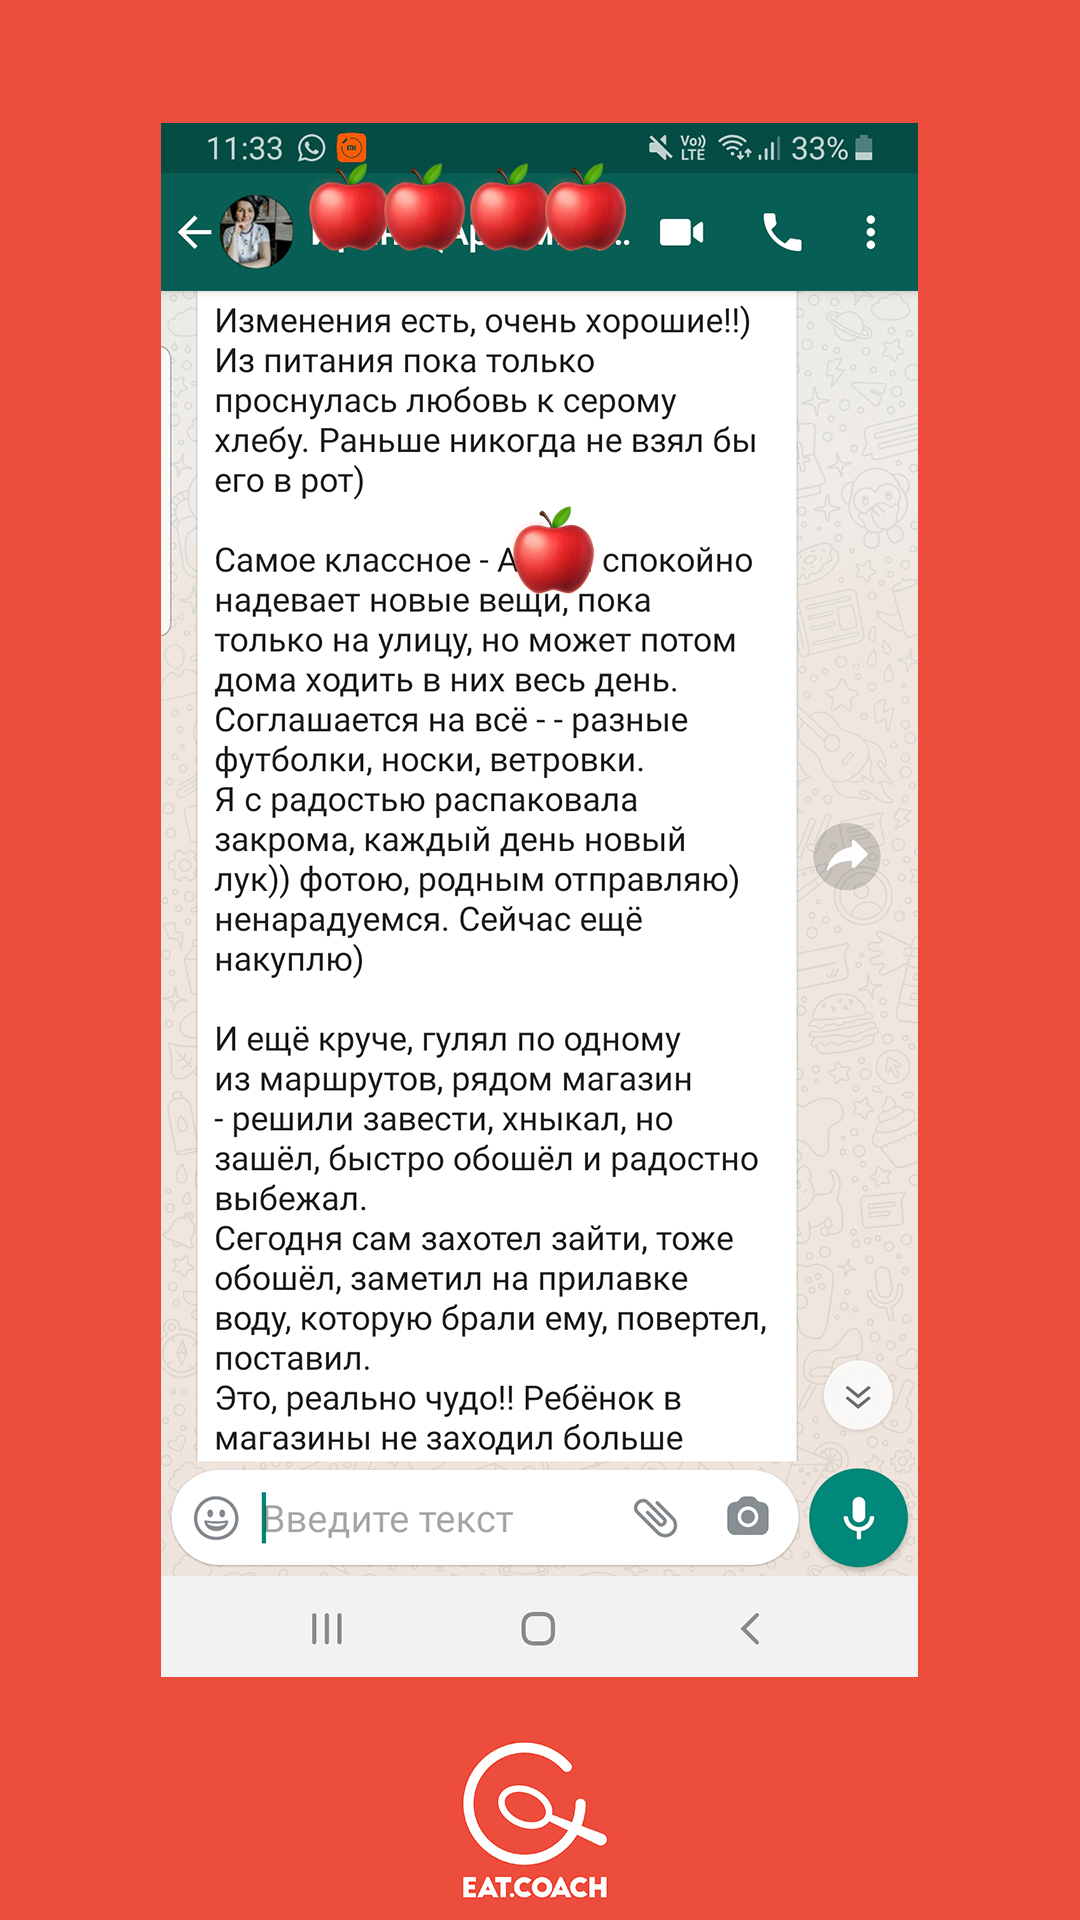 11:33
Vo)) LTE
33%
Изменения есть, очень хорошие!!)
Из питания пока только
проснулась любовь к серому
хлебу. Раньше никогда не взял бы
его в рот)
Самое классное - А спокойно
надевает новые вещи, пока
только на улицу, но может потом
дома ходить в них весь день.
Соглашается на всё - - разные
футболки, носки, ветровки.
Я с радостью распаковала
закрома, каждый день новый
лук)) фотою, родным отправляю)
ненарадуемся. Сейчас ещё
накуплю)
И ещё круче, гулял по одному
из маршрутов, рядом магазин
- решили завести, хныкал, но
зашёл, быстро обошёл и радостно
выбежал.
Сегодня сам захотел зайти, тоже
обошёл, заметил на прилавке
воду, которую брали ему, повертел,
поставил.
Это, реально чудо!! Ребёнок в
магазины не заходил больше
Введите текст
EAT.COACH